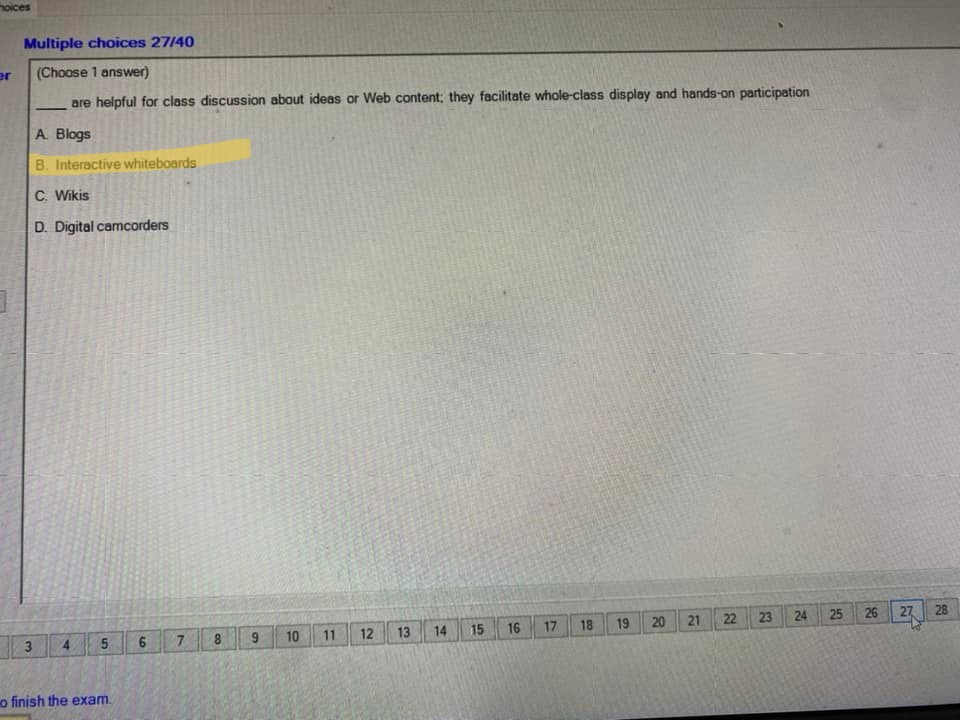 Multiple choices 27/40
(Choose 1 answer)
____ are helpful for class discussion about ideas or Web content; they facilitate whole-class display and hands-on participation
A. Blogs
B. Interactive whiteboards
C. Wikis
D. Digital camcorders
3 4 5 6 7 8 9 10 11 12 13 14 15 16 17 18 19 20 21 22 23 24 25 26 27 28
o finish the exam.